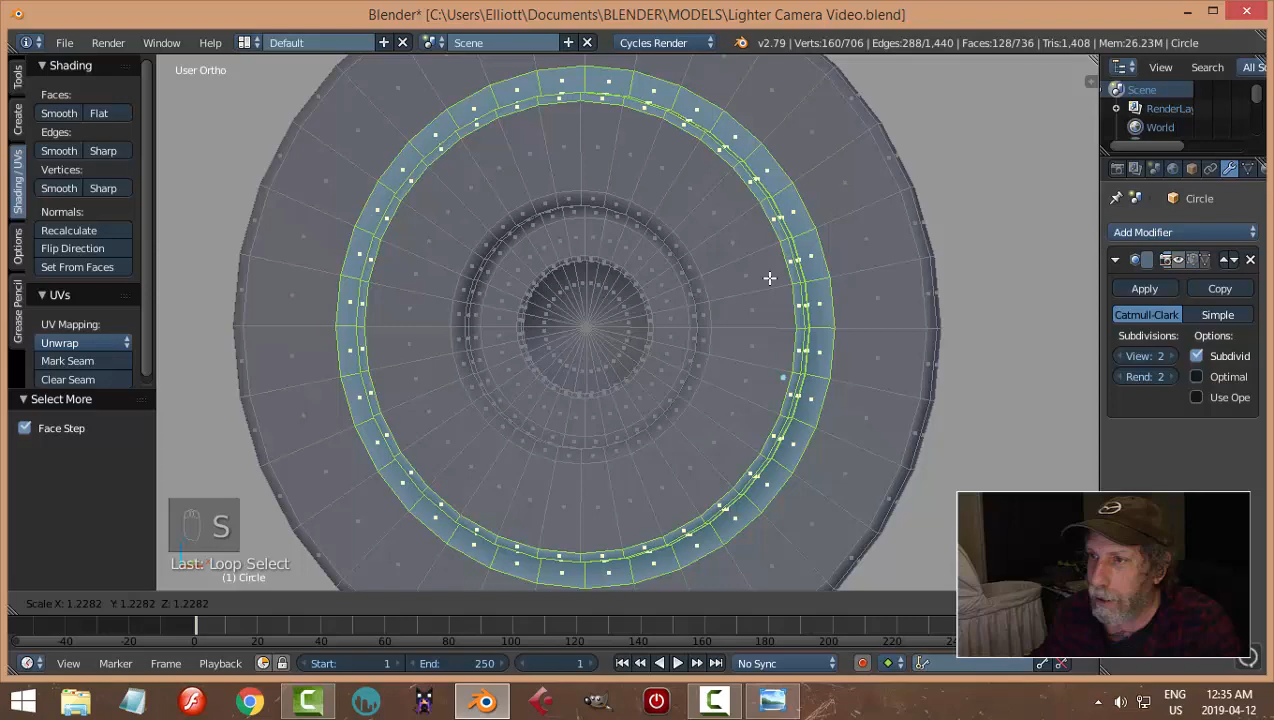 Blender* [C:\Users\Elliott\Documents\BLENDER\MODELS\Lighter Camera Video.blend]
File Render Window Help Default Scene Cycles Render v2.79 | Verts:160/706 | Edges:288/1,440 | Faces:128/736 | Tris:1,408 | Mem:26.23M | Circle
Tools
Create
Shading / UVs
Options
Grease Pencil
Shading
Faces:
Smooth Flat
Edges:
Smooth Sharp
Vertices:
Smooth Sharp
Normals:
Recalculate
Flip Direction
Set From Faces
UVs
UV Mapping:
Unwrap
Mark Seam
Clear Seam
Select More
Face Step
User Ortho
S
Last: Loop Select
(1) Circle
Scale X: 1.2282 Y: 1.2282 Z: 1.2282
View Search All S
Scene
RenderLay
World
Circle
Add Modifier
Apply Copy
Catmull-Clark Simple
Subdivisions: Options:
View: 2 Subdivid
Rend: 2 Optimal
Use Ope
-40 -20 0 20 40 60 80 100 120 140 160 180 200 220
View Marker Frame Playback Start: 1 End: 250 1 No Sync
ENG 12:35 AM
US 2019-04-12